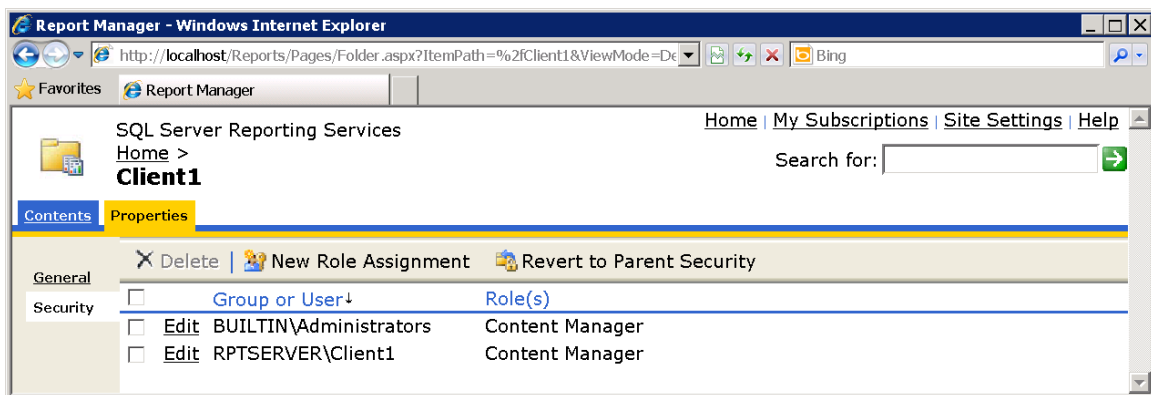 Report Manager - Windows Internet Explorer
http://localhost/Reports/Pages/Folder.aspx?ItemPath=%2fClient1&ViewMode=De
Bing
Favorites
Report Manager
Home | My Subscriptions | Site Settings | Help
SQL Server Reporting Services
Home >
Client1
Search for:
Contents
Properties
Delete | New Role Assignment Revert to Parent Security
General
Security
Group or User↓ Role(s)
Edit BUILTIN\Administrators Content Manager
Edit RPTSERVER\Client1 Content Manager